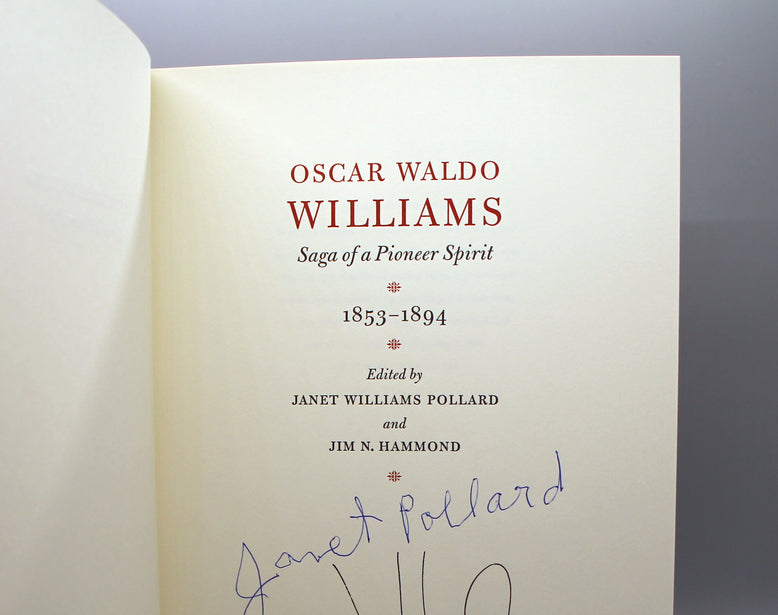 OSCAR WALDO
WILLIAMS
Saga of a Pioneer Spirit
1853–1894
Edited by
JANET WILLIAMS POLLARD
and
JIM N. HAMMOND
Janet Pollard